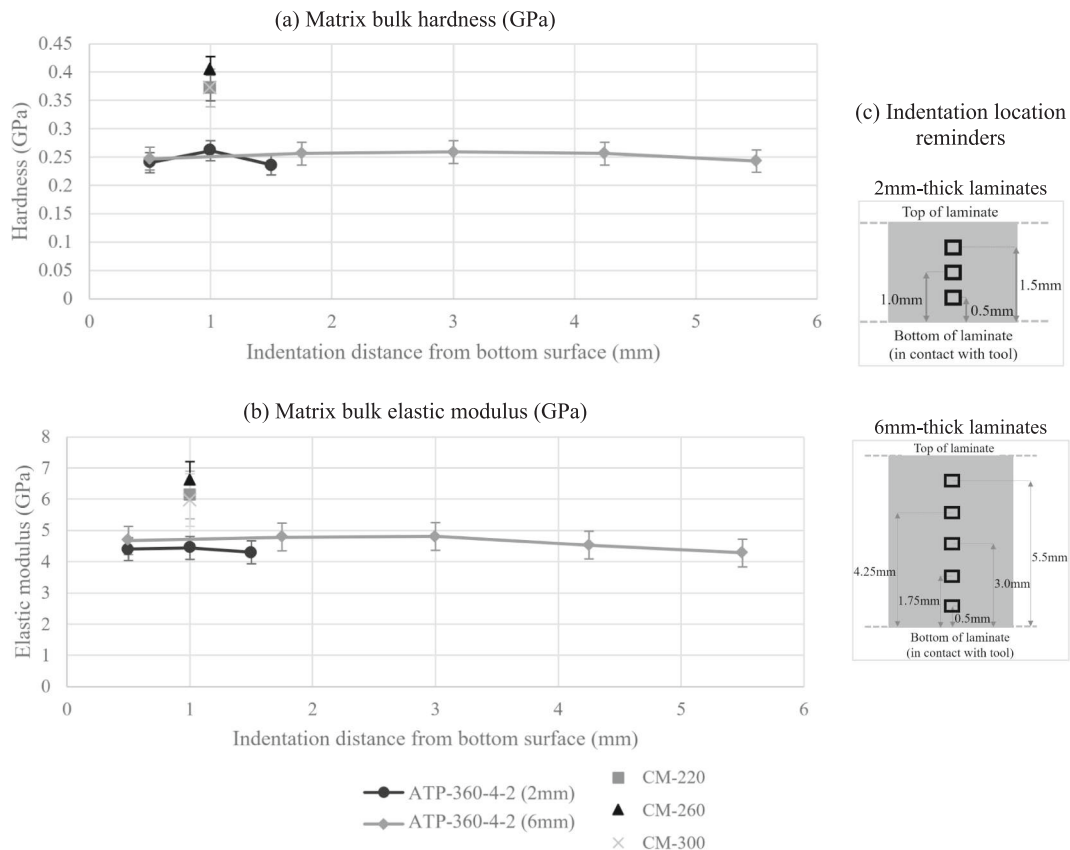 (a) Matrix bulk hardness (GPa)
0.45
0.4
0.35
0.3
0.25
0.2
0.15
0.1
0.05
0
Hardness (GPa)
0 1 2 3 4 5 6
Indentation distance from bottom surface (mm)
(b) Matrix bulk elastic modulus (GPa)
8
7
6
5
4
3
2
1
0
Elastic modulus (GPa)
0 1 2 3 4 5 6
Indentation distance from bottom surface (mm)
ATP-360-4-2 (2mm)
ATP-360-4-2 (6mm)
CM-220
CM-260
CM-300
(c) Indentation location
reminders
2mm-thick laminates
Top of laminate
1.0mm
0.5mm
1.5mm
Bottom of laminate
(in contact with tool)
6mm-thick laminates
Top of laminate
4.25mm
1.75mm
0.5mm
3.0mm
5.5mm
Bottom of laminate
(in contact with tool)